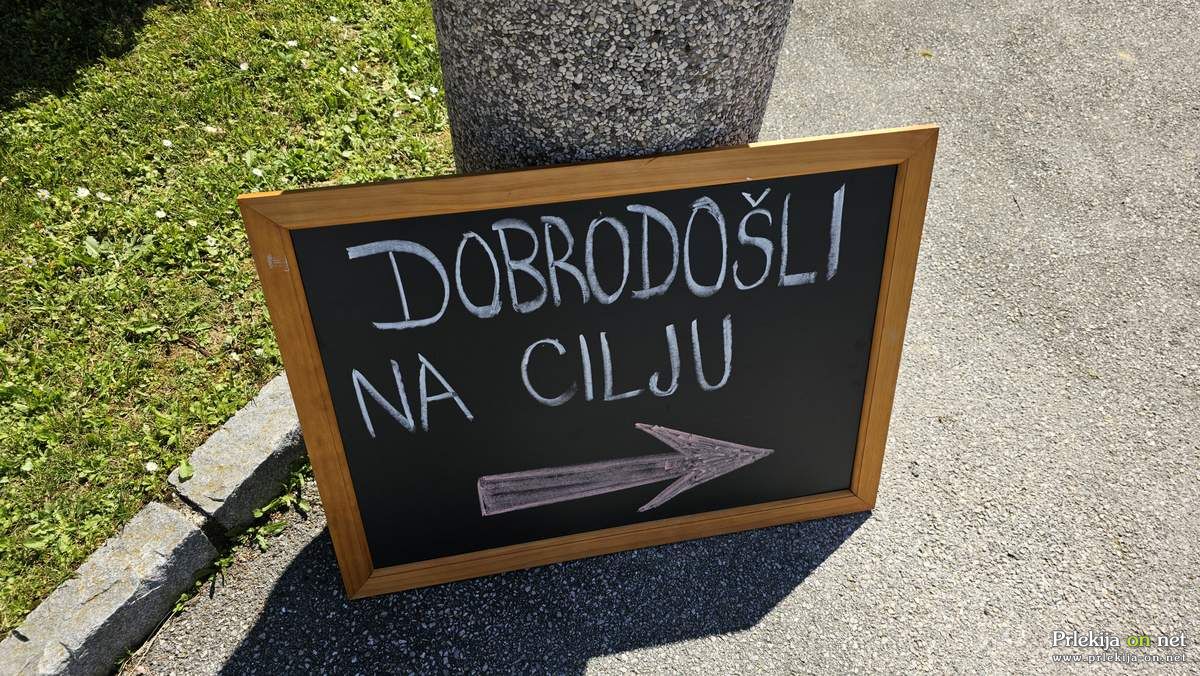 DOBRODOŠLI
NA CILJU
Prlekija-on.net
www.prlekija-on.net